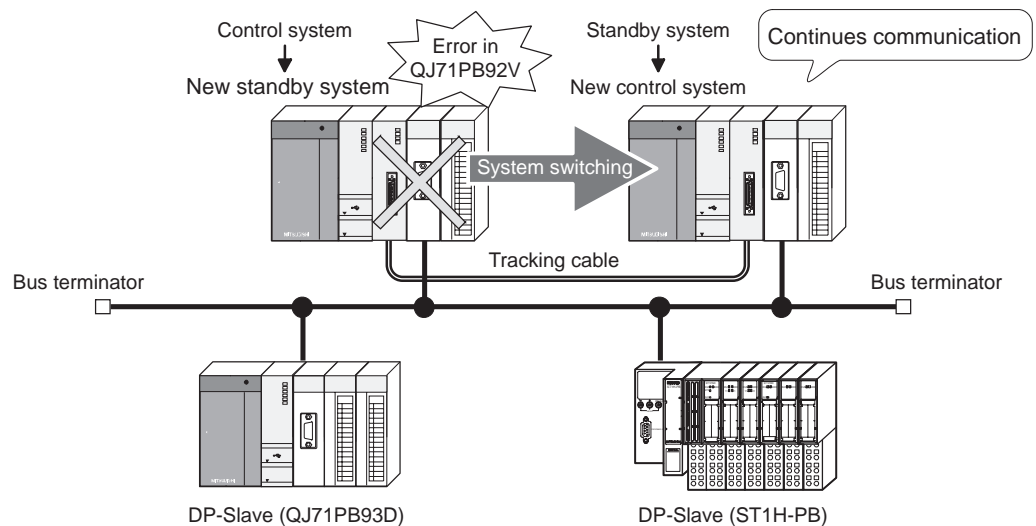 Control system
New standby system
Error in
QJ71PB92V
Standby system
New control system
Continues communication
System switching
Tracking cable
Bus terminator
Bus terminator
DP-Slave (QJ71PB93D)
DP-Slave (ST1H-PB)